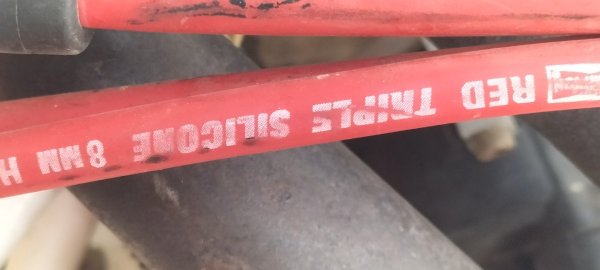 RED TRIPLE SILICONE 8MM H